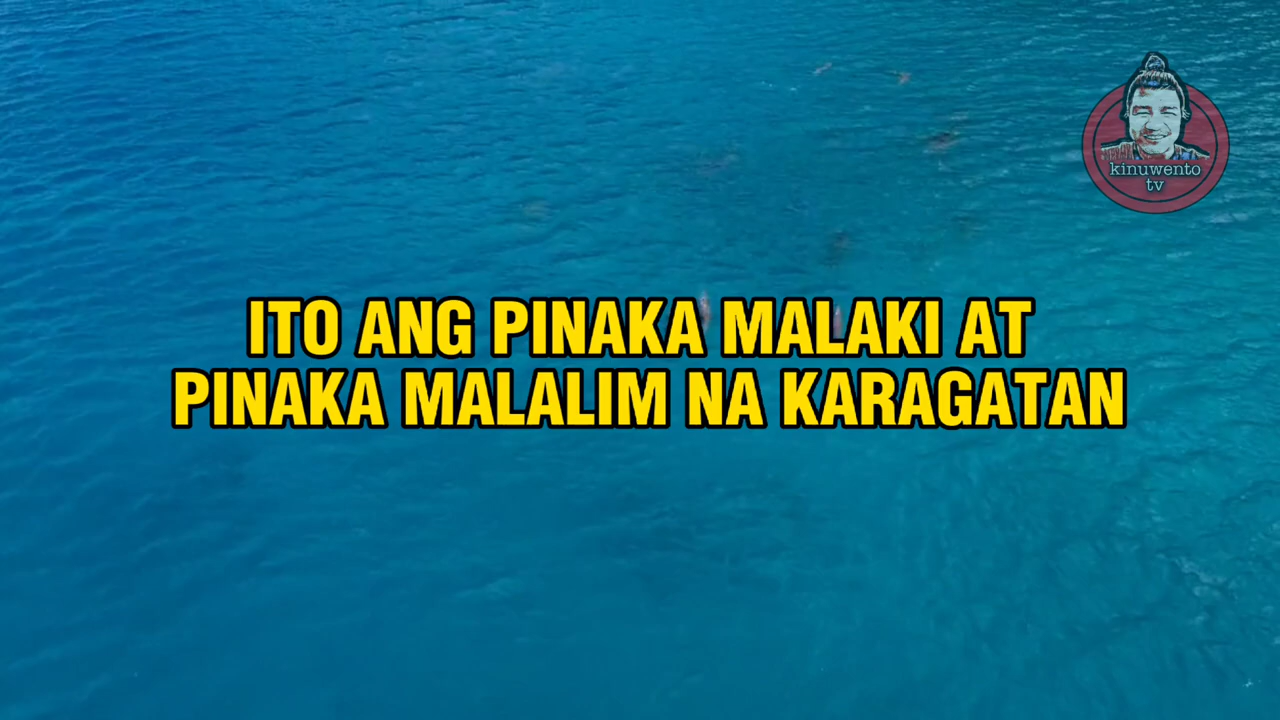 kinuwento
tv
ITO ANG PINAKA MALAKI AT
PINAKA MALALIM NA KARAGATAN